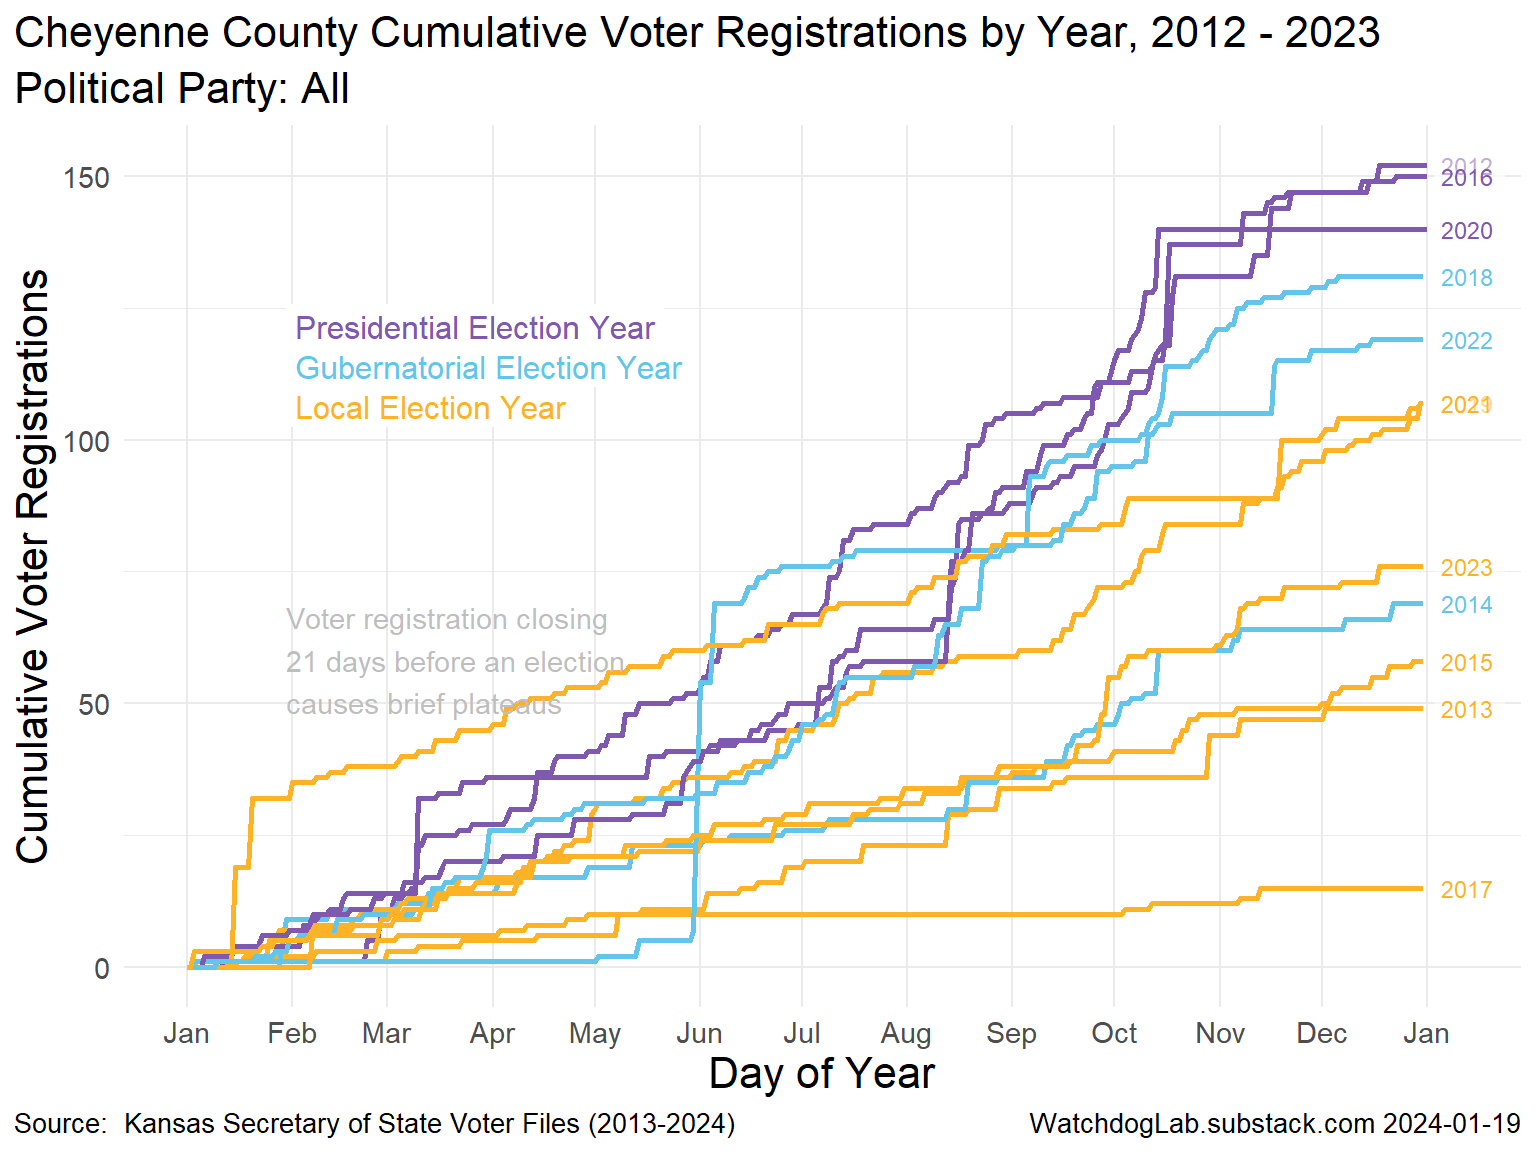 Cheyenne County Cumulative Voter Registrations by Year, 2012 - 2023
Political Party: All
Cumulative Voter Registrations
150
100
50
0
Presidential Election Year
Gubernatorial Election Year
Local Election Year
Voter registration closing
21 days before an election
causes brief plateaus
2012
2016
2020
2018
2022
2021
2023
2014
2015
2013
2017
Jan Feb Mar Apr May Jun Jul Aug Sep Oct Nov Dec Jan
Day of Year
Source: Kansas Secretary of State Voter Files (2013-2024)
WatchdogLab.substack.com 2024-01-19